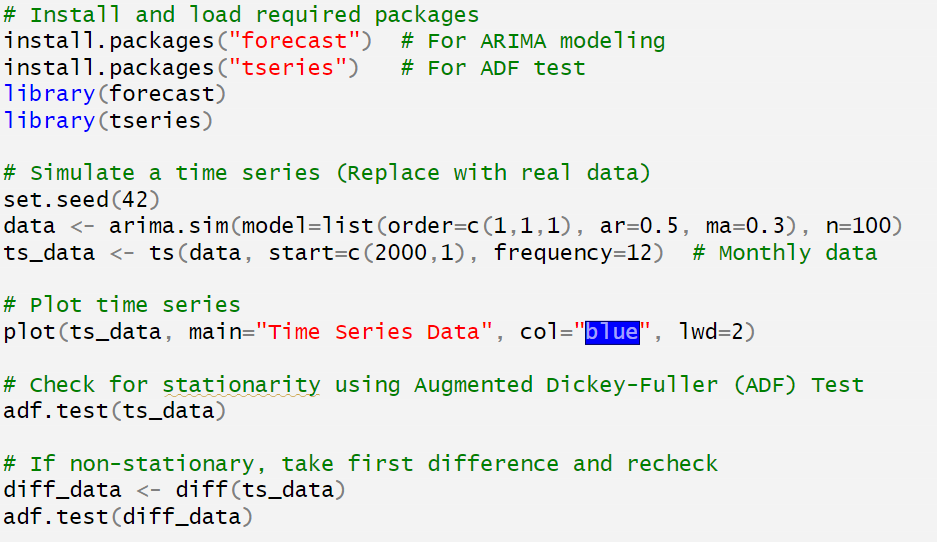 # Install and load required packages
install.packages("forecast")  # For ARIMA modeling
install.packages("tseries")   # For ADF test
library(forecast)
library(tseries)

# Simulate a time series (Replace with real data)
set.seed(42)
data <- arima.sim(model=list(order=c(1,1,1), ar=0.5, ma=0.3), n=100)
ts_data <- ts(data, start=c(2000,1), frequency=12)  # Monthly data

# Plot time series
plot(ts_data, main="Time Series Data", col="blue", lwd=2)

# Check for stationarity using Augmented Dickey-Fuller (ADF) Test
adf.test(ts_data)

# If non-stationary, take first difference and recheck
diff_data <- diff(ts_data)
adf.test(diff_data)